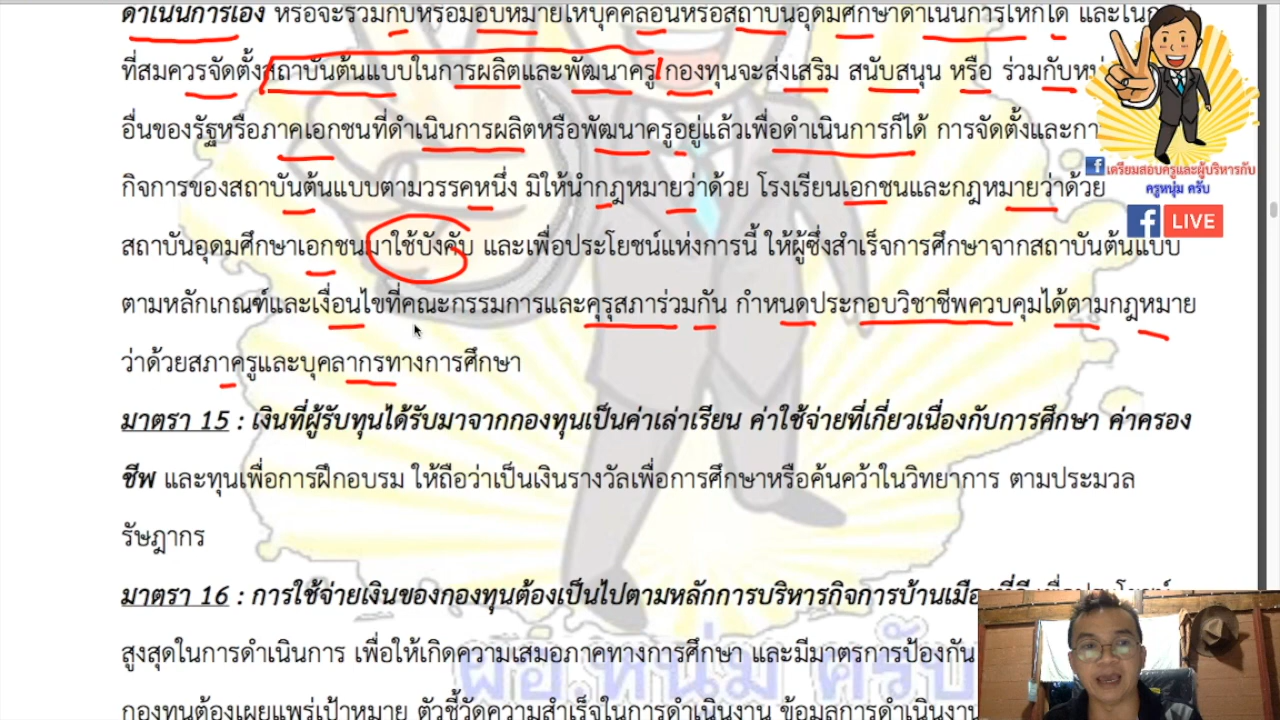 ดำเนินการเอง หรือจะร่วมกับหรือมอบหมายให้บุคคลอื่นหรือสถาบันอุดมศึกษาดำเนินการให้ก็ได้ และในกรณี
ที่สมควรจัดตั้งสถาบันต้นแบบในการผลิตและพัฒนาครู กองทุนจะส่งเสริม สนับสนุน หรือ ร่วมกับ
อื่นของรัฐหรือภาคเอกชนที่ดำเนินการผลิตหรือพัฒนาครูอยู่แล้วเพื่อดำเนินการก็ได้ การจัดตั้งและ
กิจการของสถาบันต้นแบบตามวรรคหนึ่ง มิให้นำกฎหมายว่าด้วย โรงเรียนเอกชนและกฎหมายว่าด้วย
สถาบันอุดมศึกษาเอกชนมาใช้บังคับ และเพื่อประโยชน์แห่งการนี้ ให้ผู้ซึ่งสำเร็จการศึกษาจากสถาบันต้นแบบ
ตามหลักเกณฑ์และเงื่อนไขที่คณะกรรมการและคุรุสภาร่วมกัน กำหนดประกอบวิชาชีพควบคุมได้ตามกฎหมาย
ว่าด้วยสภาครูและบุคลากรทางการศึกษา
มาตรา 15 : เงินที่ผู้รับทุนได้รับมาจากกองทุนเป็นค่าเล่าเรียน ค่าใช้จ่ายที่เกี่ยวเนื่องกับการศึกษา ค่าครอง
ชีพ และทุนเพื่อการฝึกอบรม ให้ถือว่าเป็นเงินรางวัลเพื่อการศึกษาหรือค้นคว้าในวิทยาการ ตามประมวล
รัษฎากร
มาตรา 16 : การใช้จ่ายเงินของกองทุนต้องเป็นไปตามหลักการบริหารกิจการบ้านเมืองที่ดี
สูงสุดในการดำเนินการ เพื่อให้เกิดความเสมอภาคทางการศึกษา และมีมาตรการป้องกัน
กองทุนต้องเผยแพร่เป้าหมาย ตัวชี้วัดความสำเร็จในการดำเนินงาน ข้อมูลการดำเนินงาน
ผอ.หนุ่ม ครับ
เตรียมสอบครูและผู้บริหารกับ
ครูหนุ่ม ครับ
f LIVE